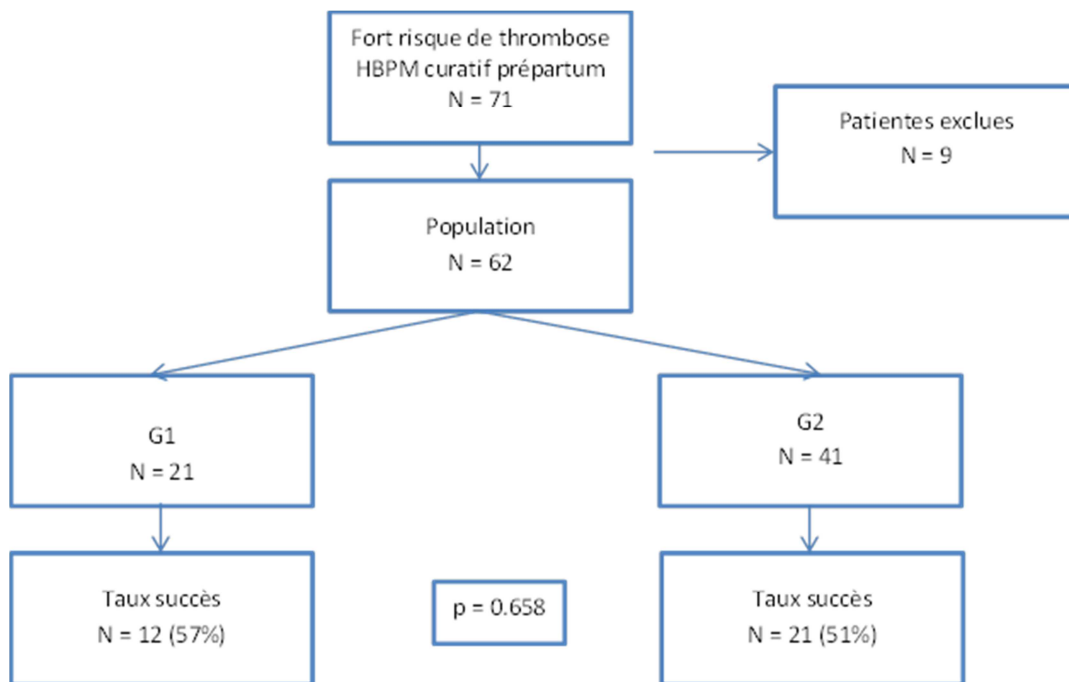 Fort risque de thrombose
HBPM curatif prépartum
N = 71
Patientes exclues
N = 9
Population
N = 62
G1
N = 21
G2
N = 41
Taux succès
N = 12 (57%)
p = 0.658
Taux succès
N = 21 (51%)